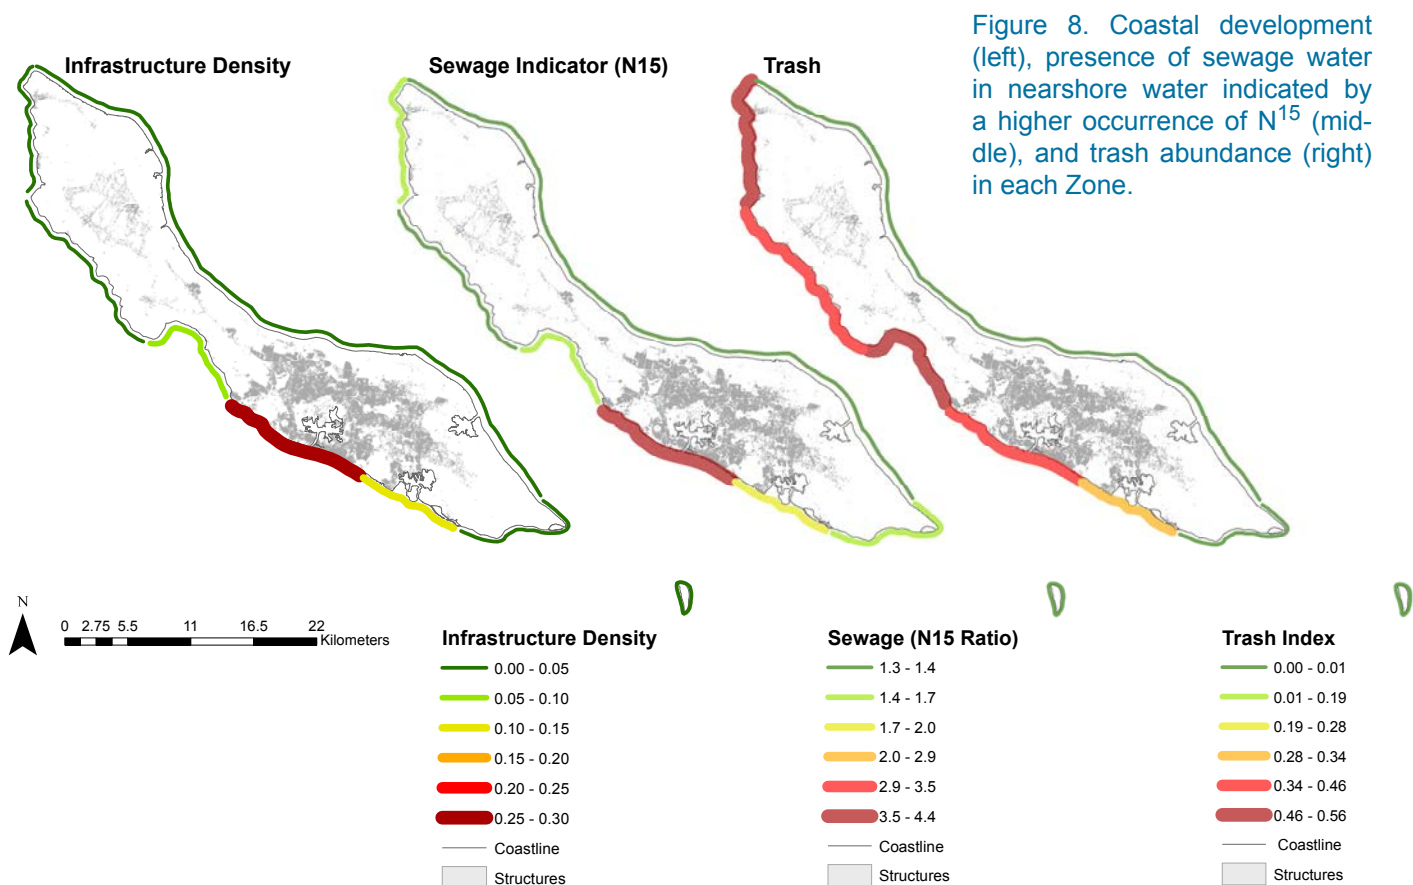 Figure 8. Coastal development
(left), presence of sewage water
in nearshore water indicated by
a higher occurrence of N15 (mid-
dle), and trash abundance (right)
in each Zone.
Infrastructure Density
Sewage Indicator (N15)
Trash
N
0 2.75 5.5 11 16.5 22
Kilometers
Infrastructure Density
0.00 - 0.05
0.05 - 0.10
0.10 - 0.15
0.15 - 0.20
0.20 - 0.25
0.25 - 0.30
Coastline
Structures
Sewage (N15 Ratio)
1.3 - 1.4
1.4 - 1.7
1.7 - 2.0
2.0 - 2.9
2.9 - 3.5
3.5 - 4.4
Coastline
Structures
Trash Index
0.00 - 0.01
0.01 - 0.19
0.19 - 0.28
0.28 - 0.34
0.34 - 0.46
0.46 - 0.56
Coastline
Structures